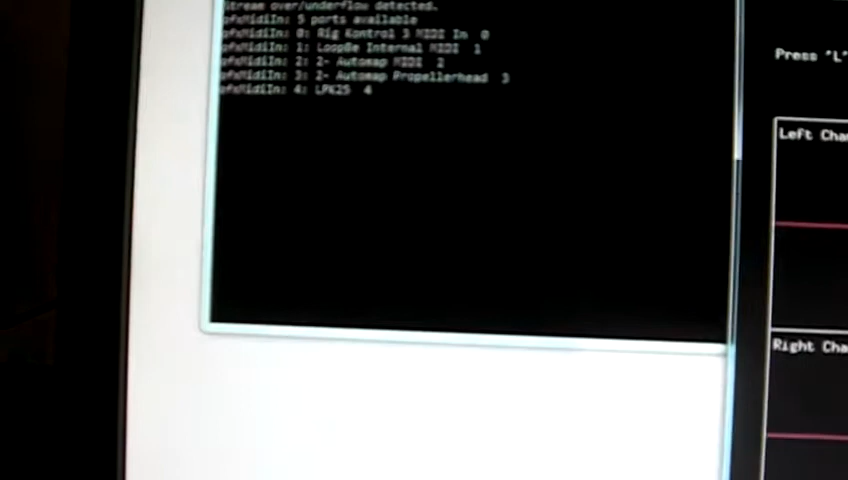 Stream over/underflow detected.
ofxMidiIn: 5 ports available
ofxMidiIn: 0: Rig Kontrol 3 MIDI In 0
ofxMidiIn: 1: LoopBe Internal MIDI 1
ofxMidiIn: 2: 2- Automap MIDI 2
ofxMidiIn: 3: 2- Automap Propellerhead 3
ofxMidiIn: 4: LPK25 4
Press "L"
Left Cha
Right Cha